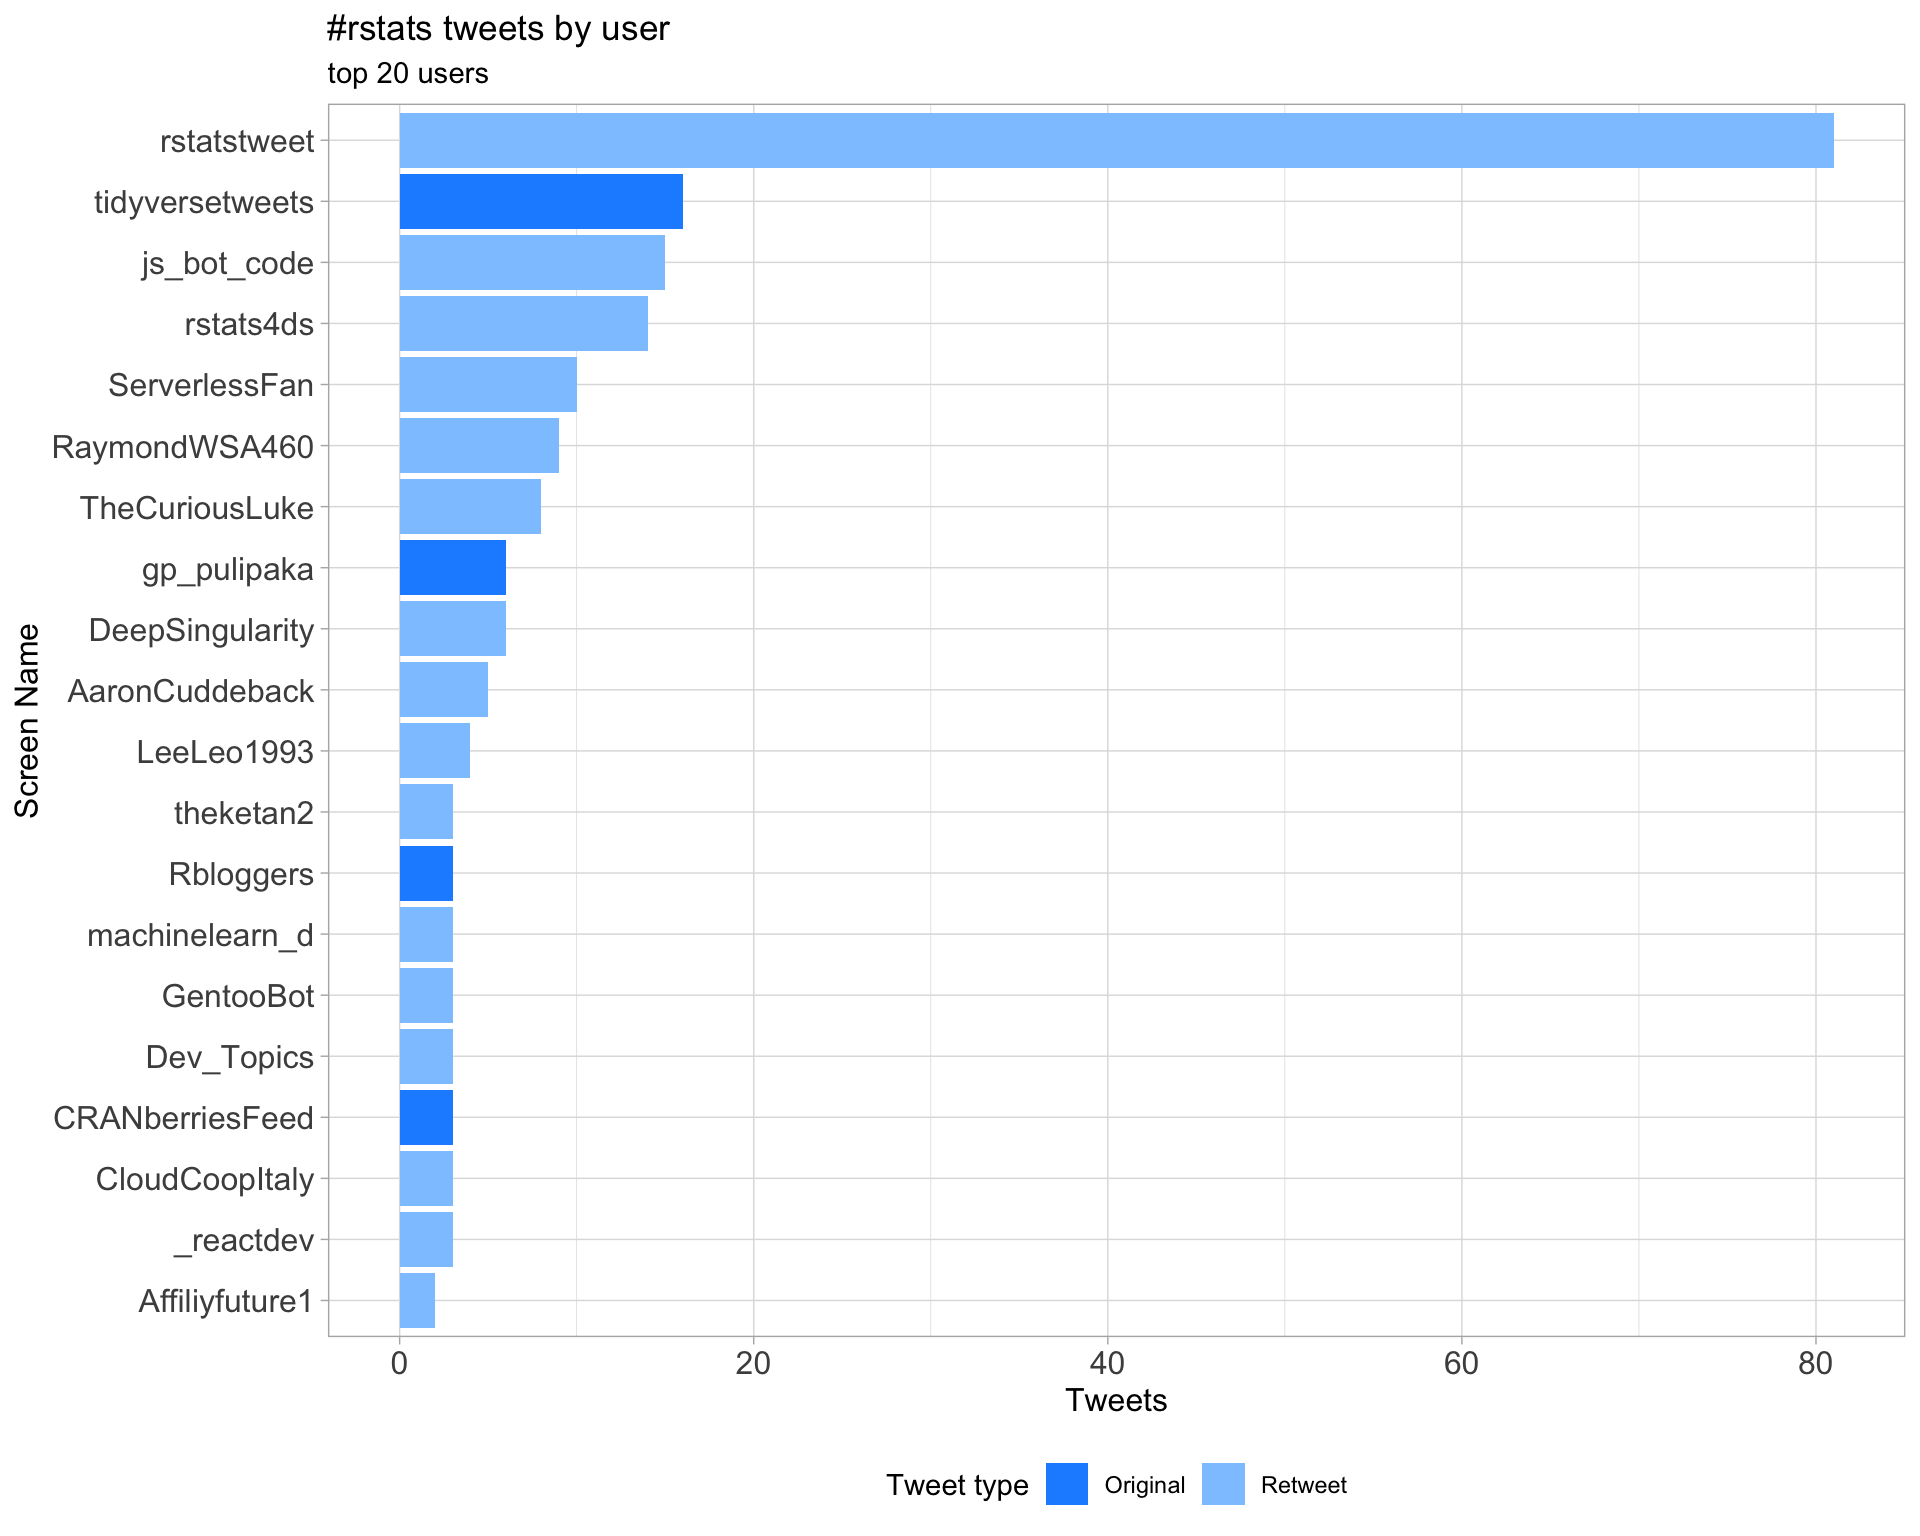 #rstats tweets by user
top 20 users
rstatstweet
tidyversetweets
js_bot_code
rstats4ds
ServerlessFan
RaymondWSA460
TheCuriousLuke
gp_pulipaka
DeepSingularity
AaronCuddeback
LeeLeo1993
theketan2
Rbloggers
machinelearn_d
GentooBot
Dev_Topics
CRANberriesFeed
CloudCoopItaly
_reactdev
Affiliyfuture1
Screen Name
0 20 40 60 80
Tweets
Tweet type Original Retweet